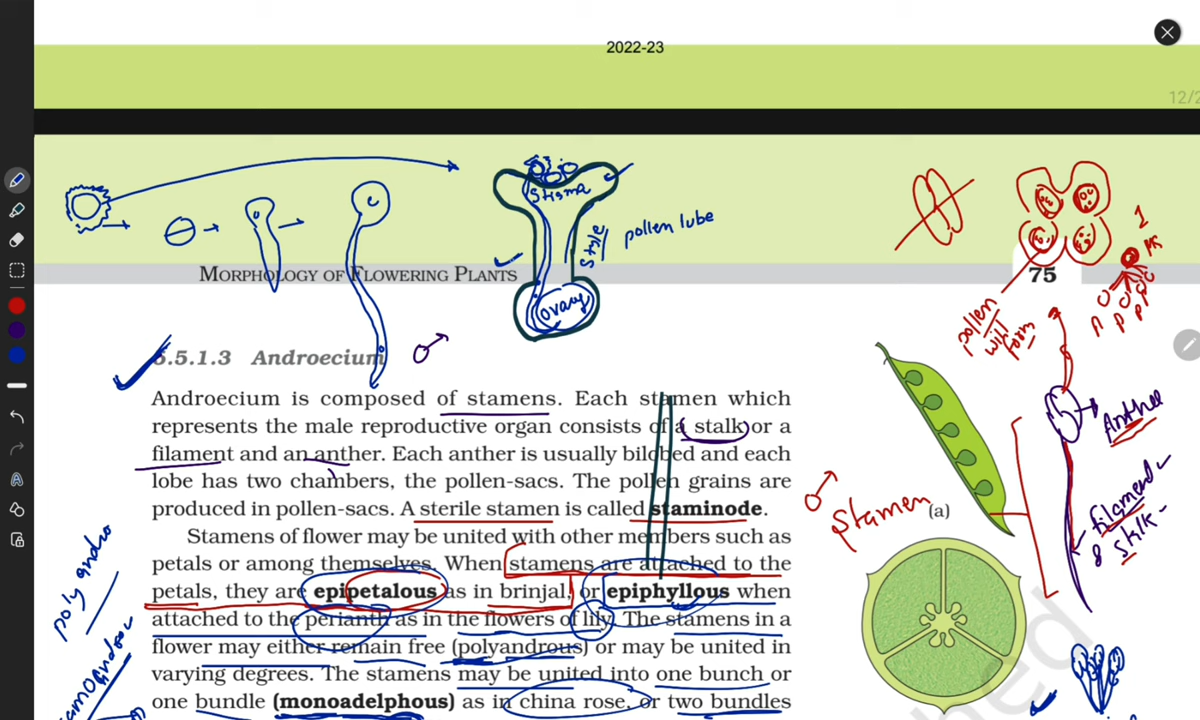 2022-23
12/2
Stigma
Style
pollen lube
ovary
MORPHOLOGY OF FLOWERING PLANTS
75
1
pollen
will
form
5.5.1.3 Androecium
Androecium is composed of stamens. Each stamen which
represents the male reproductive organ consists of a stalk or a
filament and an anther. Each anther is usually bilobed and each
lobe has two chambers, the pollen-sacs. The pollen grains are
produced in pollen-sacs. A sterile stamen is called staminode.
Stamens of flower may be united with other members such as
petals or among themselves. When stamens are attached to the
petals, they are epipetalous as in brinjal, or epiphyllous when
attached to the perianth as in the flowers of lily. The stamens in a
flower may either remain free (polyandrous) or may be united in
varying degrees. The stamens may be united into one bunch or
one bundle (monoadelphous) as in china rose, or two bundles
Anthe
filament
& stalk
♂
Stamen
(a)
♂
poly andro